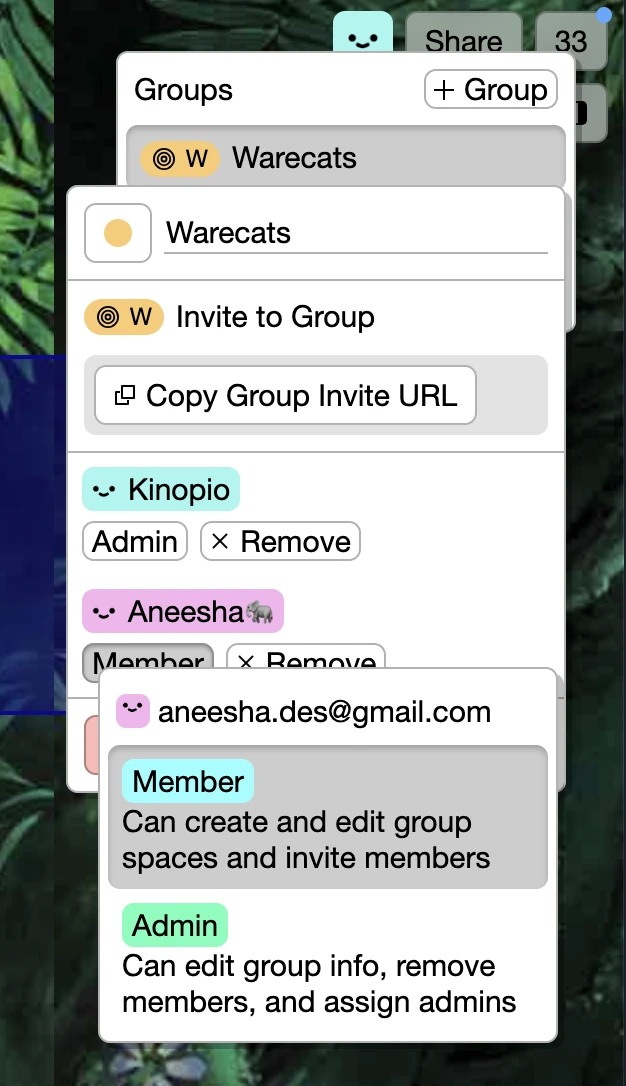 Share
33
Groups
+ Group
W Warecats
Warecats
W Invite to Group
Copy Group Invite URL
Kinopio
Admin
× Remove
Aneesha🐘
Member
× Remove
aneesha.des@gmail.com
Member
Can create and edit group
spaces and invite members
Admin
Can edit group info, remove
members, and assign admins